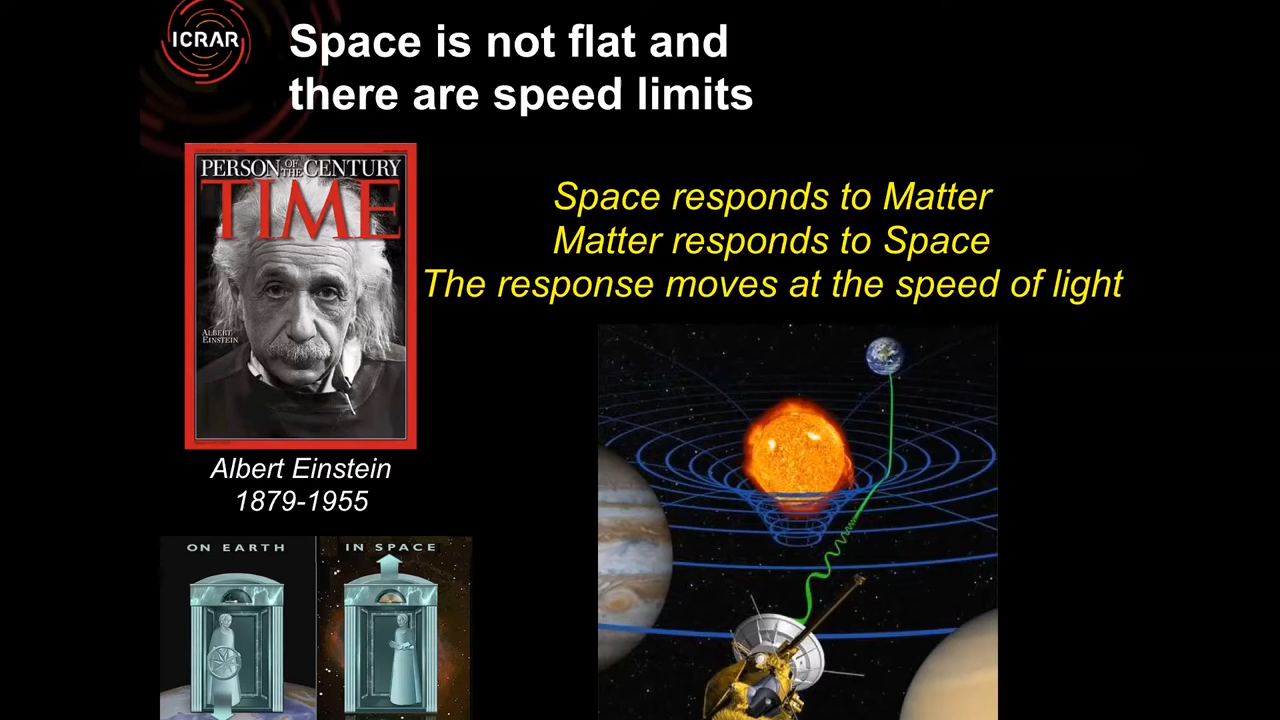 ICRAR
Space is not flat and
there are speed limits
PERSON OF THE CENTURY
TIME
ALBERT
EINSTEIN
Space responds to Matter
Matter responds to Space
The response moves at the speed of light
Albert Einstein
1879-1955
ON EARTH
IN SPACE